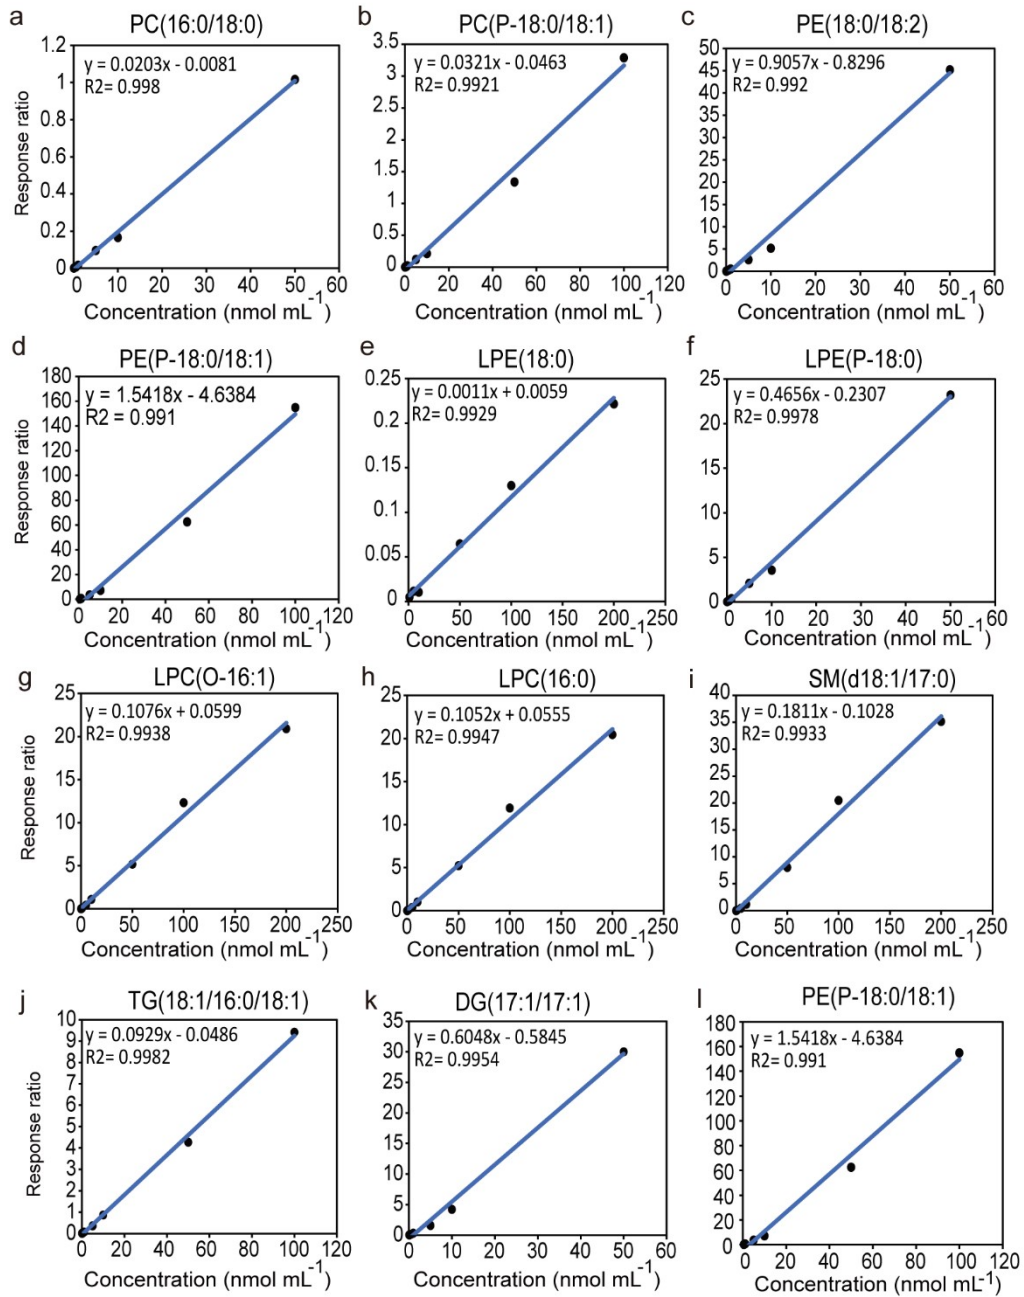 a
PC(16:0/18:0)
y = 0.0203x - 0.0081
R2= 0.998
Response ratio
1.2
1
0.8
0.6
0.4
0.2
0
0 10 20 30 40 50 60
Concentration (nmol mL-1)
b
PC(P-18:0/18:1)
y = 0.0321x - 0.0463
R2= 0.9921
3.5
3
2.5
2
1.5
1
0.5
0
0 20 40 60 80 100 120
Concentration (nmol mL-1)
c
PE(18:0/18:2)
y = 0.9057x - 0.8296
R2= 0.992
50
45
40
35
30
25
20
15
10
5
0
0 10 20 30 40 50 60
Concentration (nmol mL-1)
d
PE(P-18:0/18:1)
y = 1.5418x - 4.6384
R2 = 0.991
Response ratio
180
160
140
120
100
80
60
40
20
0
0 20 40 60 80 100 120
Concentration (nmol mL-1)
e
LPE(18:0)
y = 0.0011x + 0.0059
R2= 0.9929
0.25
0.2
0.15
0.1
0.05
0
0 50 100 150 200 250
Concentration (nmol mL-1)
f
LPE(P-18:0)
y = 0.4656x - 0.2307
R2= 0.9978
25
20
15
10
5
0
0 10 20 30 40 50 60
Concentration (nmol mL-1)
g
LPC(O-16:1)
y = 0.1076x + 0.0599
R2= 0.9938
Response ratio
25
20
15
10
5
0
0 50 100 150 200 250
Concentration (nmol mL-1)
h
LPC(16:0)
y = 0.1052x + 0.0555
R2= 0.9947
25
20
15
10
5
0
0 50 100 150 200 250
Concentration (nmol mL-1)
i
SM(d18:1/17:0)
y = 0.1811x - 0.1028
R2= 0.9933
40
35
30
25
20
15
10
5
0
0 50 100 150 200 250
Concentration (nmol mL-1)
j
TG(18:1/16:0/18:1)
y = 0.0929x - 0.0486
R2= 0.9982
Response ratio
10
9
8
7
6
5
4
3
2
1
0
0 20 40 60 80 100 120
Concentration (nmol mL-1)
k
DG(17:1/17:1)
y = 0.6048x - 0.5845
R2= 0.9954
35
30
25
20
15
10
5
0
0 10 20 30 40 50 60
Concentration (nmol mL-1)
l
PE(P-18:0/18:1)
y = 1.5418x - 4.6384
R2= 0.991
180
160
140
120
100
80
60
40
20
0
0 20 40 60 80 100 120
Concentration (nmol mL-1)